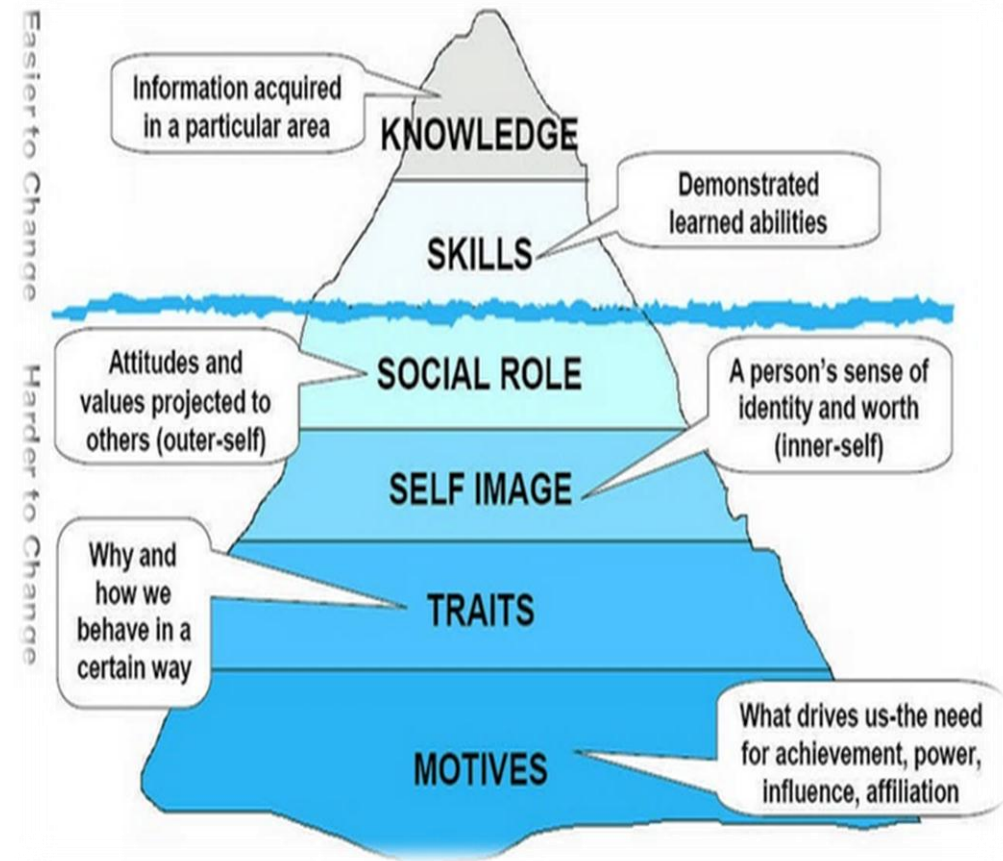 Easier to Change
Information acquired
in a particular area
KNOWLEDGE
Demonstrated
learned abilities
SKILLS
Harder to Change
Attitudes and
values projected to
others (outer-self)
SOCIAL ROLE
A person's sense of
identity and worth
(inner-self)
SELF IMAGE
Why and
how we
behave in a
certain way
TRAITS
What drives us-the need
for achievement, power,
influence, affiliation
MOTIVES